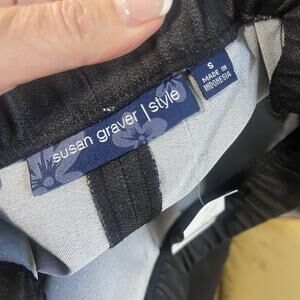 susan graver | style
S
MADE IN
INDONESIA